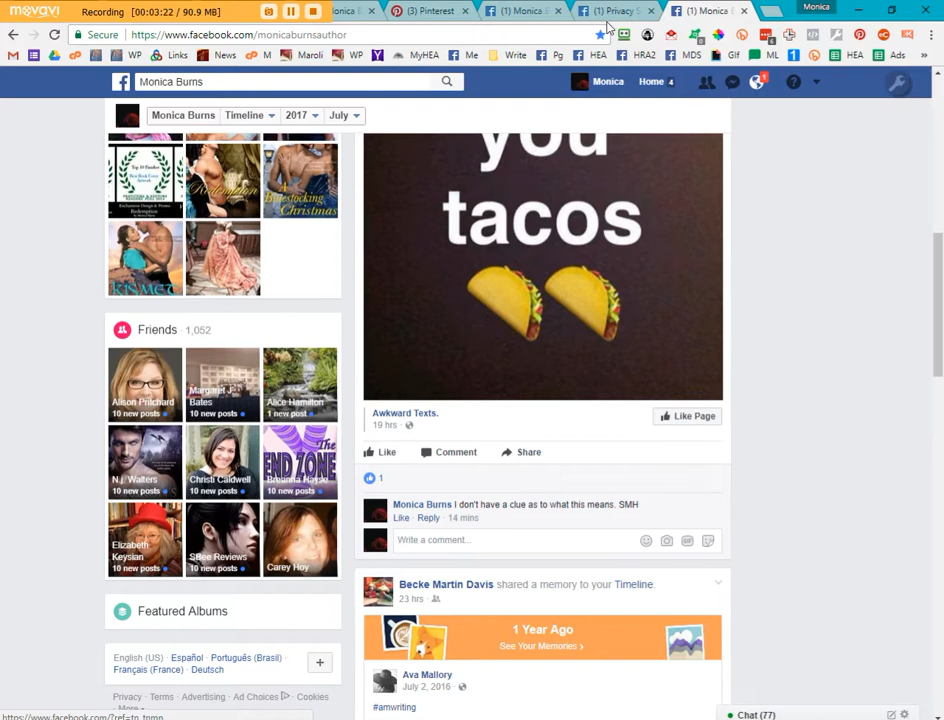 movavi Recording 00:03:22 / 90.9 MB
(3) Pinterest (1) Monica (1) Privacy S (1) Monica Monica
Secure https://www.facebook.com/monicaburnsauthor
WP Links WP News Maroli MyHEA Me Write Pg HEA HRA2 MDS Gif ML HEA Ads
Monica Burns Monica Home 4 1
Monica Burns Timeline 2017 July
you
tacos
Redemption
A Bluestocking Christmas
KISMET
Friends · 1,052
Alison Pritchard
10 new posts
Margaret J Bates
10 new posts
Alice Hamilton
1 new post
N.j. Walters
10 new posts
Christi Caldwell
10 new posts
THE END ZONE
10 new posts
Elizabeth Keysian
SBee Reviews
Carey Hoy
Featured Albums
English (US) · Español · Português (Brasil) ·
Français (France) · Deutsch
Privacy · Terms · Advertising · Ad Choices · Cookies
· More
https://www.facebook.com/?ref=tn_tnmn
Awkward Texts.
19 hrs ·
Like Page
Like Comment Share
1
Monica Burns I don't have a clue as to what this means. SMH
Like · Reply · 14 mins
Write a comment...
Becke Martin Davis shared a memory to your Timeline.
23 hrs ·
1 Year Ago
See Your Memories ›
Ava Mallory
July 2, 2016 ·
#amwriting
Chat (77)